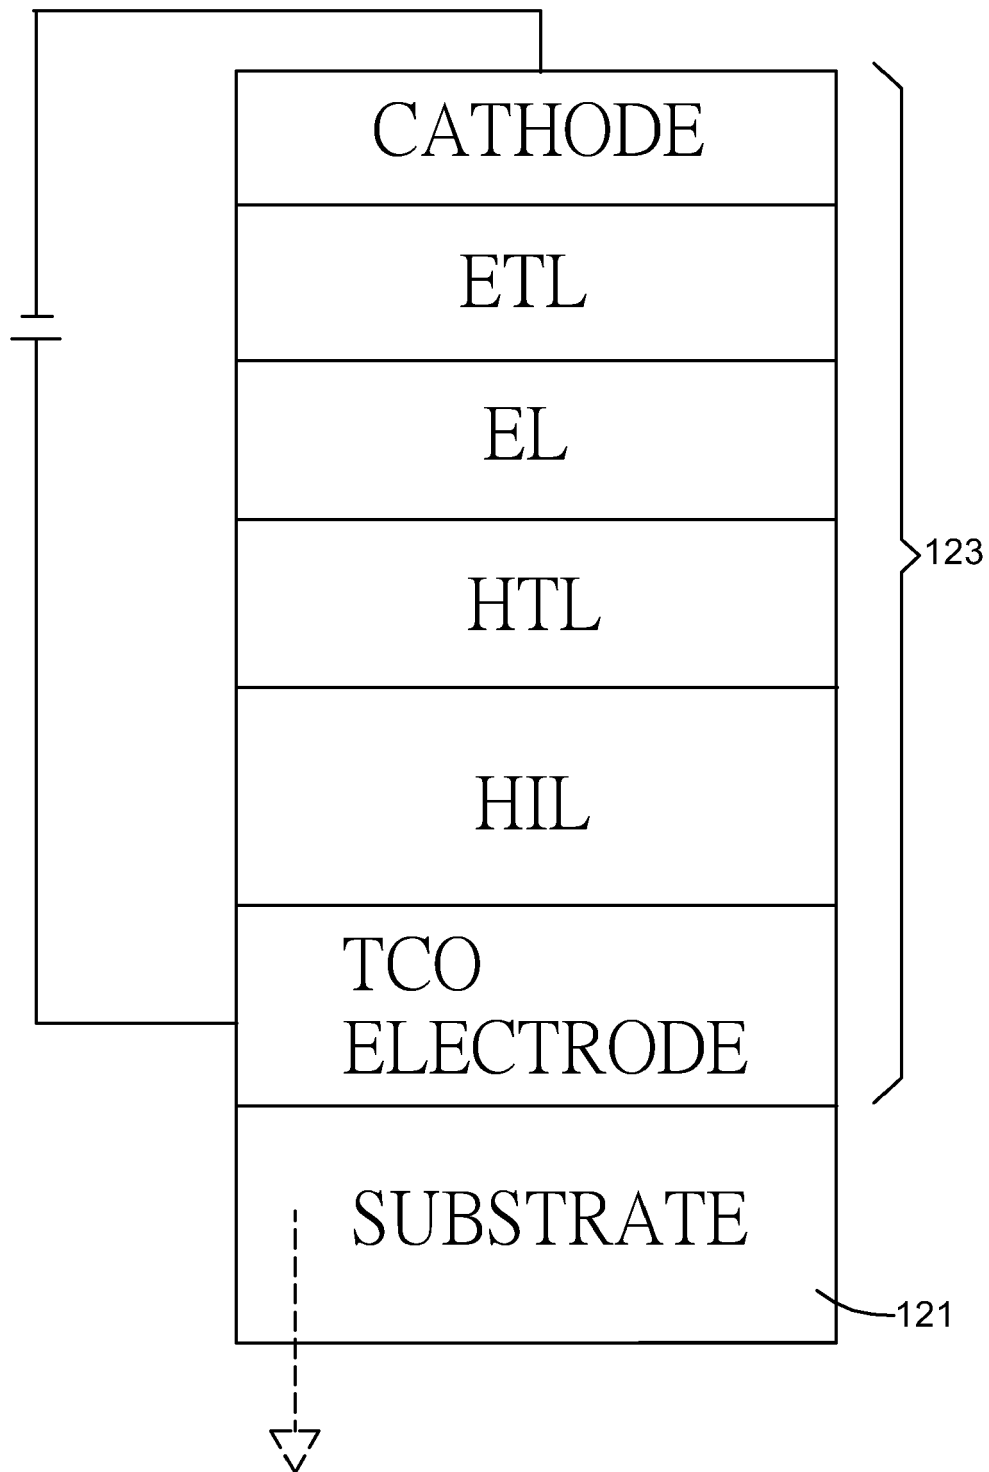 CATHODE
ETL
EL
HTL
123
HIL
TCO
ELECTRODE
SUBSTRATE
121